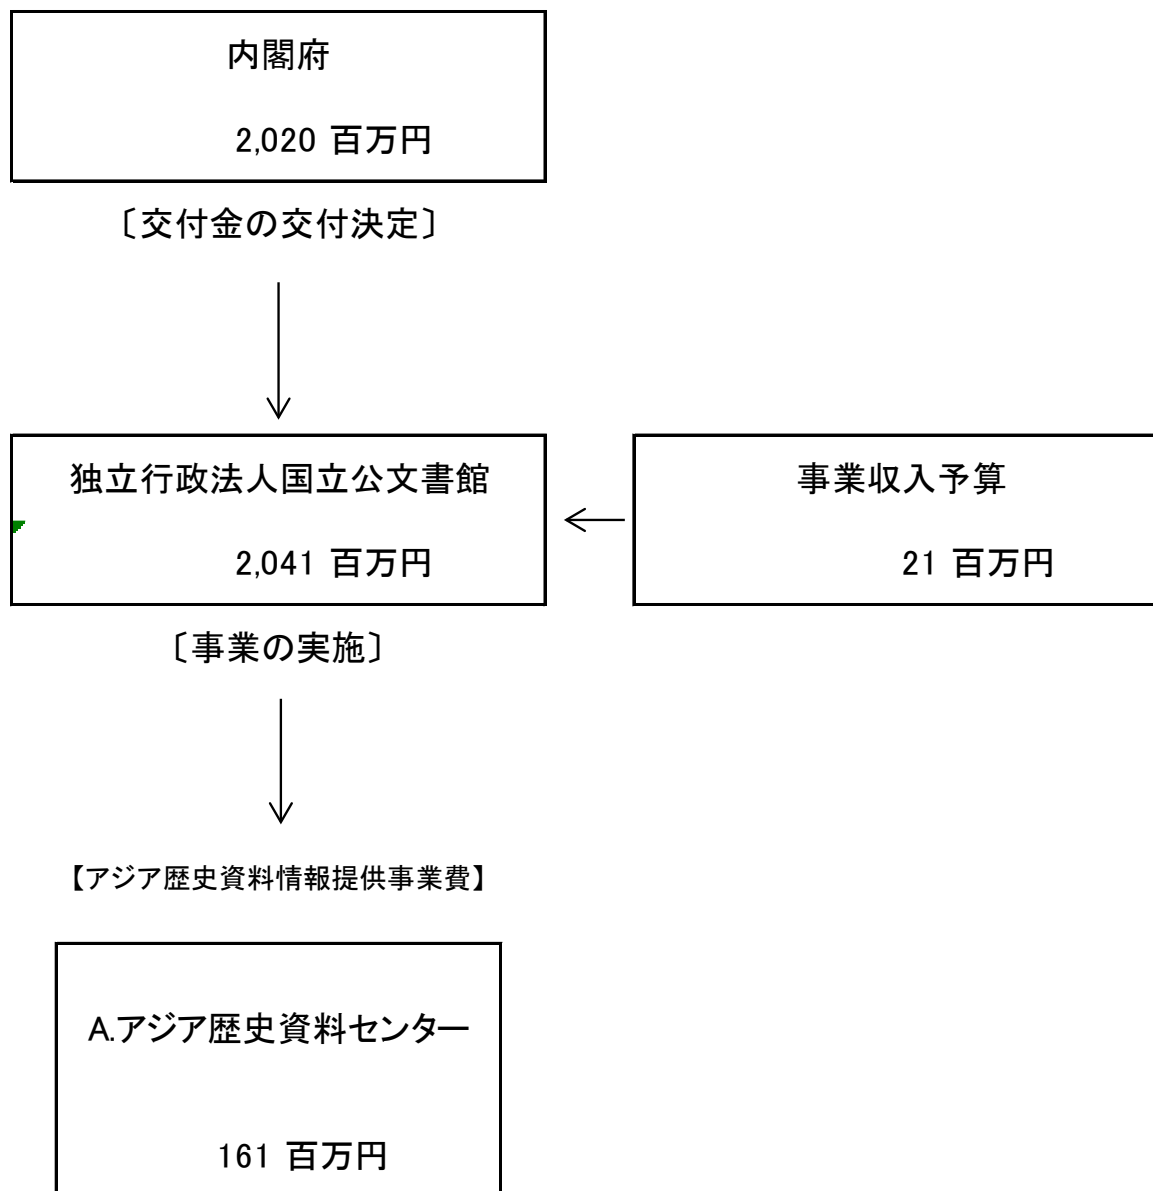 内閣府
2,020 百万円
〔交付金の交付決定〕
独立行政法人国立公文書館
2,041 百万円
事業収入予算
21 百万円
〔事業の実施〕
【アジア歴史資料情報提供事業費】
A.アジア歴史資料センター
161 百万円